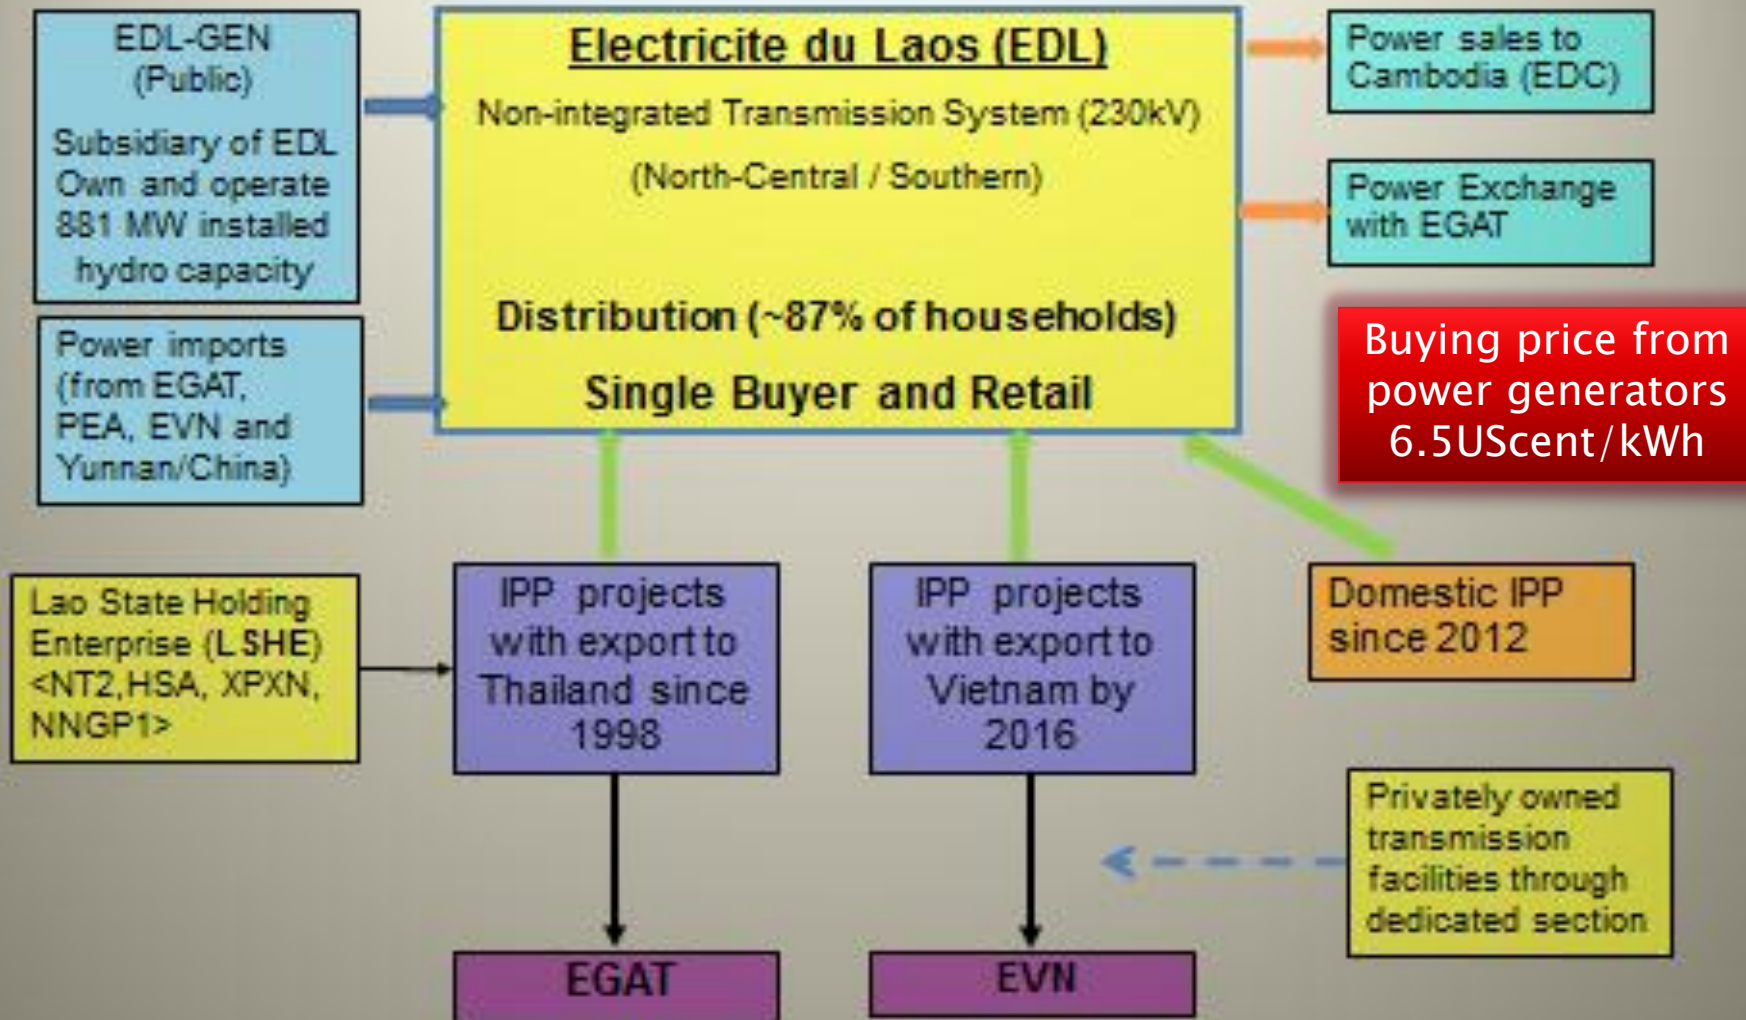 EDL-GEN
(Public)
Subsidiary of EDL
Own and operate
881 MW installed
hydro capacity
Power imports
(from EGAT,
PEA, EVN and
Yunnan/China)
Electricite du Laos (EDL)
Non-integrated Transmission System (230kV)
(North-Central / Southern)
Distribution (~87% of households)
Single Buyer and Retail
Power sales to
Cambodia (EDC)
Power Exchange
with EGAT
Buying price from
power generators
6.5UScent/kWh
Lao State Holding
Enterprise (LSHE)
<NT2,HSA, XPXN,
NNGP1>
IPP projects
with export to
Thailand since
1998
IPP projects
with export to
Vietnam by
2016
Domestic IPP
since 2012
Privately owned
transmission
facilities through
dedicated section
EGAT
EVN